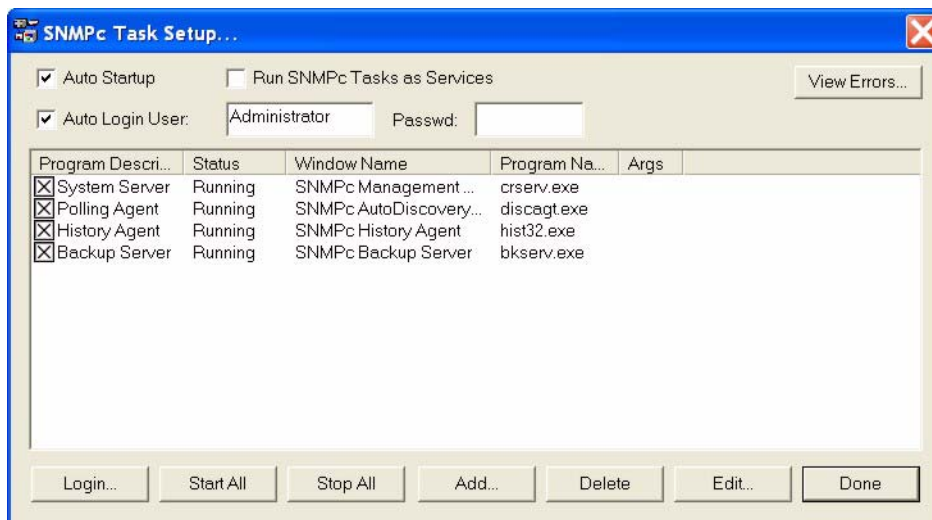 SNMPc Task Setup...
Auto Startup Run SNMPc Tasks as Services View Errors...
Auto Login User: Administrator Passwd:
Program Descri... Status Window Name Program Na... Args
System Server Running SNMPc Management ... crserv.exe
Polling Agent Running SNMPc AutoDiscovery... discagt.exe
History Agent Running SNMPc History Agent hist32.exe
Backup Server Running SNMPc Backup Server bkserv.exe
Login... Start All Stop All Add... Delete Edit... Done